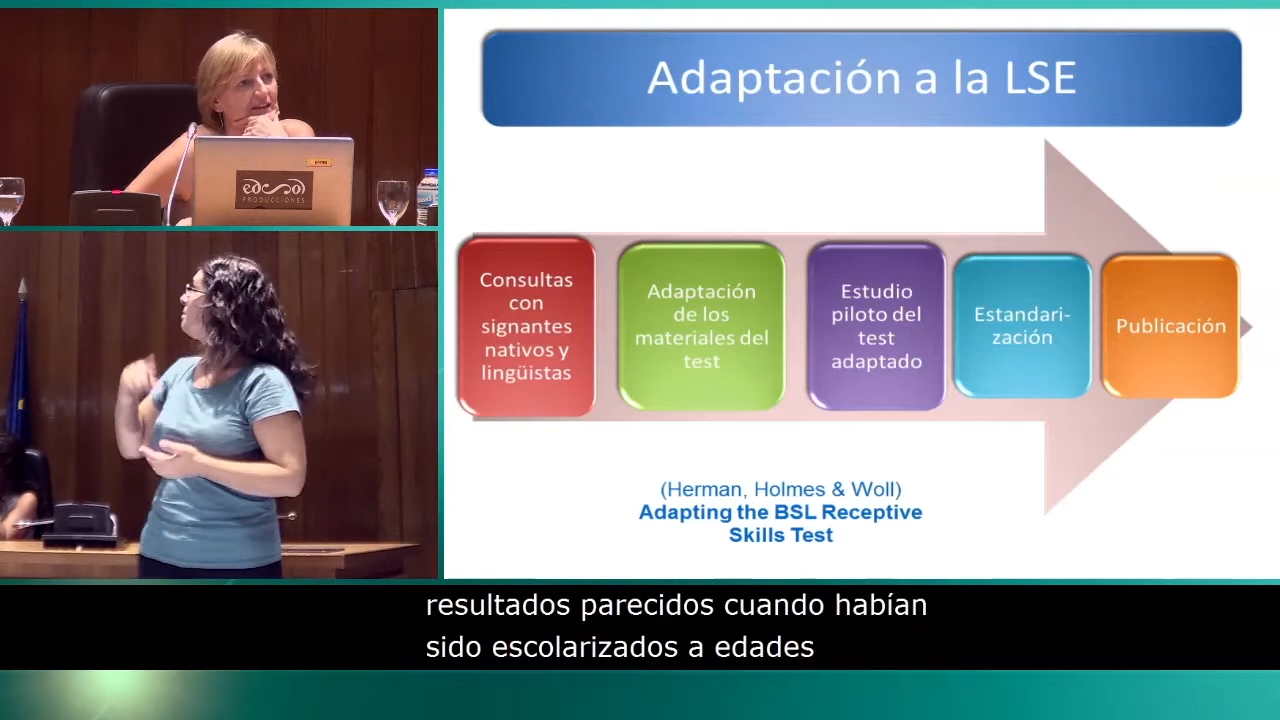 edsol
PRODUCCIONES
Adaptación a la LSE
Consultas
con
signantes
nativos y
lingüistas
Adaptación
de los
materiales del
test
Estudio
piloto del
test
adaptado
Estandari-
zación
Publicación
(Herman, Holmes & Woll)
Adapting the BSL Receptive
Skills Test
resultados parecidos cuando habían
sido escolarizados a edades